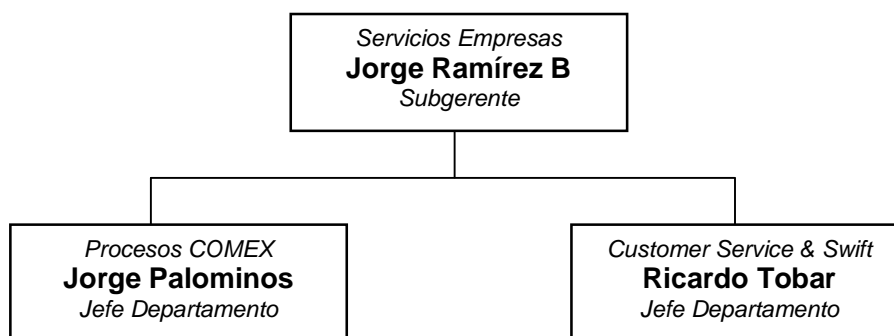 Servicios Empresas
Jorge Ramírez B
Subgerente
Procesos COMEX
Jorge Palominos
Jefe Departamento
Customer Service & Swift
Ricardo Tobar
Jefe Departamento